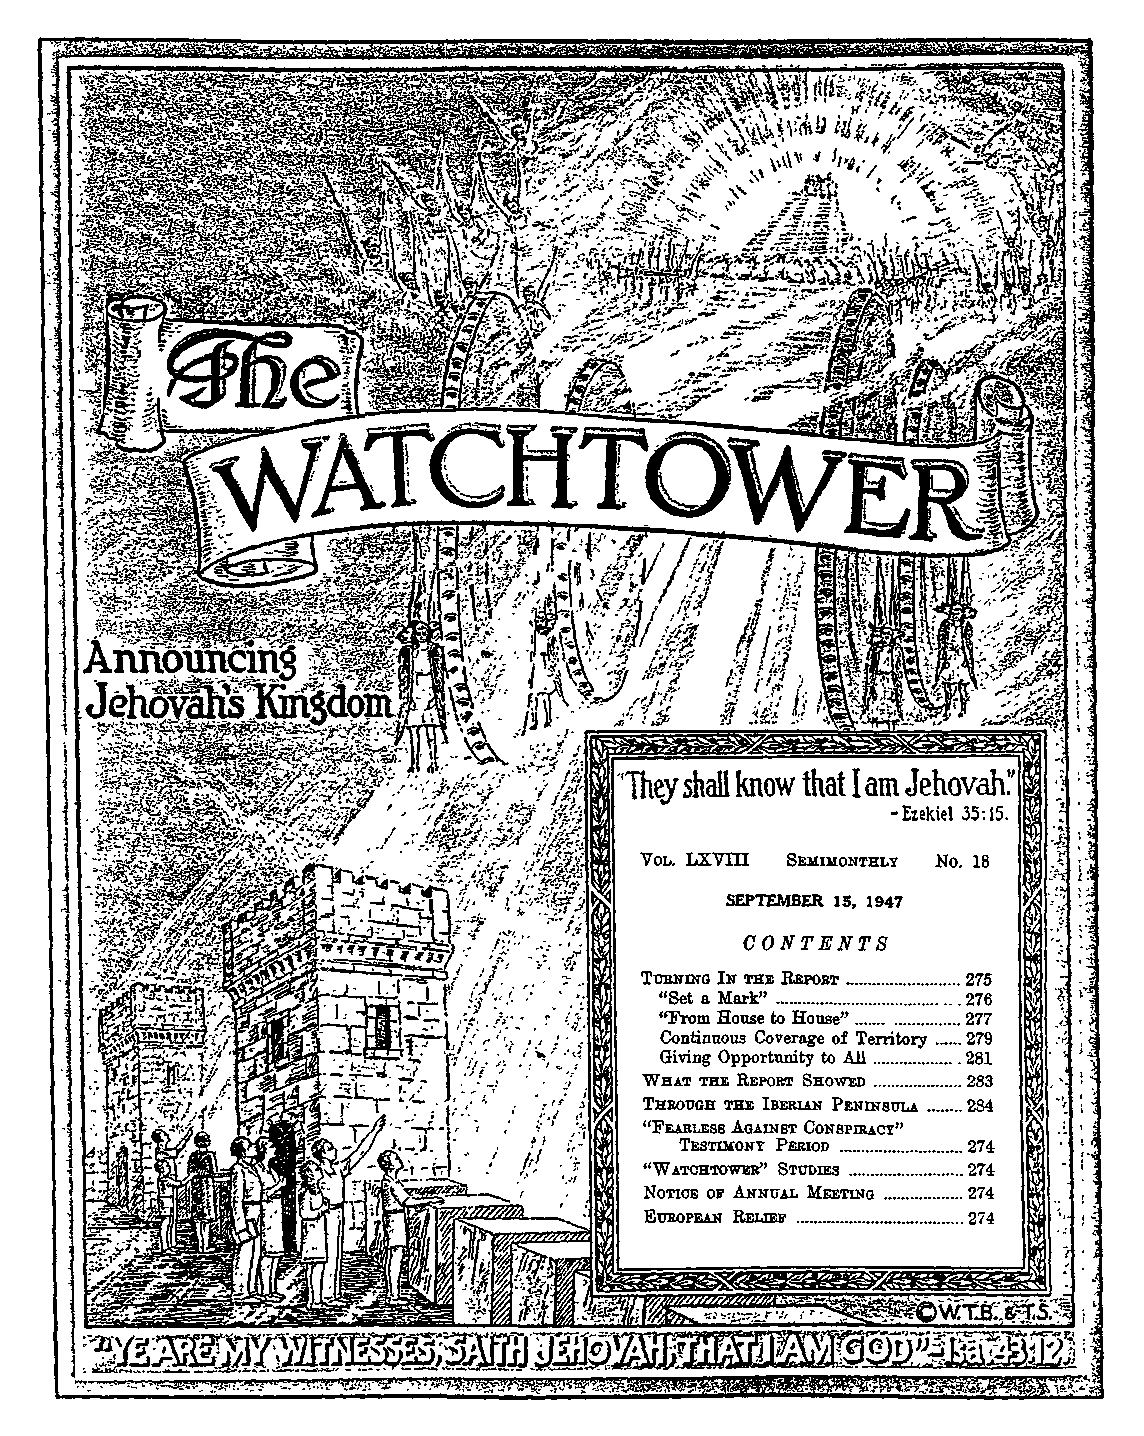 The
WATCHTOWER
Announcing
Jehovah's Kingdom
"They shall know that I am Jehovah."
- Ezekiel 35:15.
VOL. LXVIII SEMIMONTHLY No. 18
SEPTEMBER 15, 1947
CONTENTS
TURNING IN THE REPORT ........................ 275
"Set a Mark" ........................ 276
"From House to House" ........................ 277
Continuous Coverage of Territory ...... 279
Giving Opportunity to All ................ 281
WHAT THE REPORT SHOWED .................. 283
THROUGH THE IBERIAN PENINSULA ........ 284
"FEARLESS AGAINST CONSPIRACY"
TESTIMONY PERIOD .......................... 274
"WATCHTOWER" STUDIES ........................ 274
NOTICE OF ANNUAL MEETING ................ 274
EUROPEAN RELIEF .................................. 274
©W.T.B. & T.S.
"YE ARE MY WITNESSES, SAITH JEHOVAH, THAT I AM GOD"-Isa. 43:12